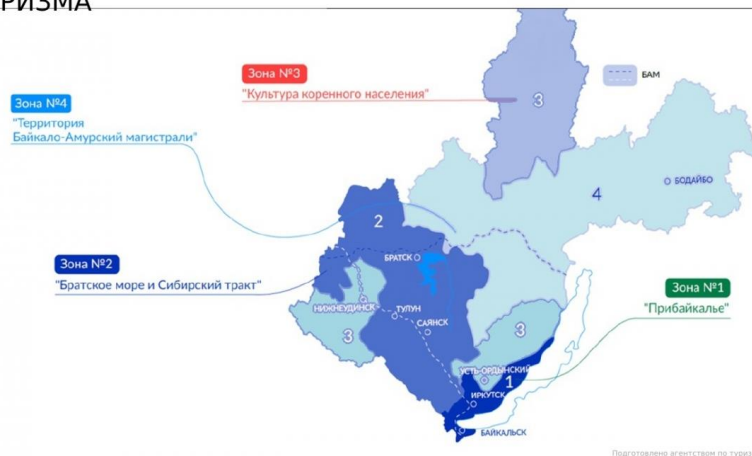 РИЗМА
Зона №3
"Культура коренного населения"
БАМ
Зона №4
"Территория
Байкало-Амурский магистрали"
3
БОДАЙБО
4
2
БРАТСК
Зона №2
"Братское море и Сибирский тракт"
Зона №1
"Прибайкалье"
НИЖНЕУДИНСК
ТУЛУН
САЯНСК
3
3
УСТЬ-ОРДЫНСКИЙ
1
ИРКУТСК
БАЙКАЛЬСК
Подготовлено агентством по туриз